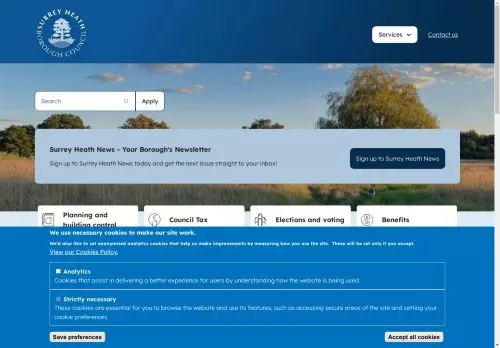 SURREY HEATH
BOROUGH COUNCIL
Services
Contact us
Search
Apply
Surrey Heath News - Your Borough's Newsletter
Sign up to Surrey Heath News today and get the next issue straight to your inbox!
Sign up to Surrey Heath News
Planning and
building control
Council Tax
Elections and voting
Benefits
We use necessary cookies to make our site work.
We'd also like to set anonymised analytics cookies that help us make improvements by measuring how you use the site. These will be set only if you accept.
View our Cookies Policy.
Analytics
Cookies that assist in delivering a better experience for users by understanding how the website is being used.
Strictly necessary
These cookies are essential for you to browse the website and use its features, such as accessing secure areas of the site and setting your
cookie preferences.
Save preferences
Accept all cookies